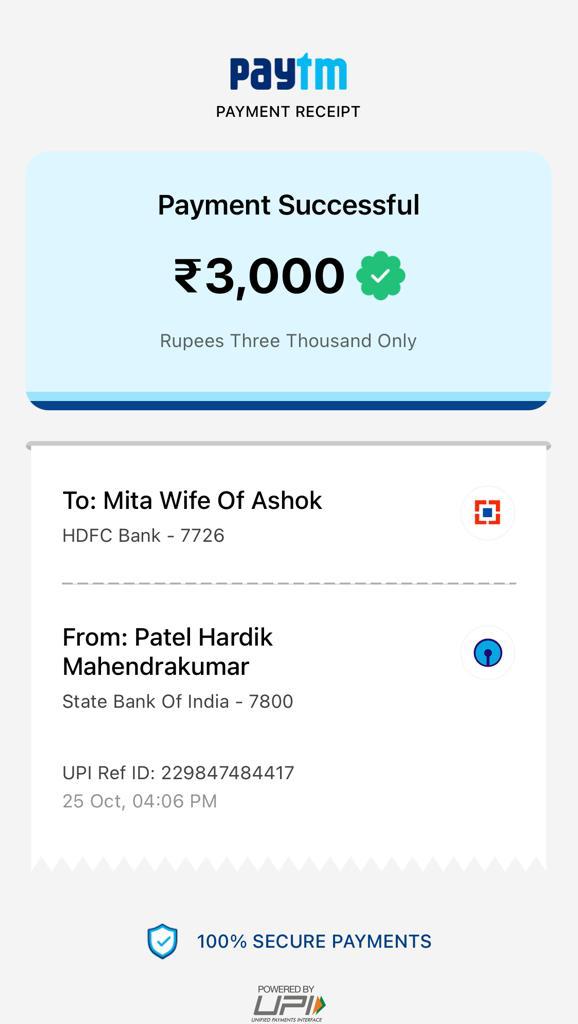 paytm
PAYMENT RECEIPT
Payment Successful
₹3,000
Rupees Three Thousand Only
To: Mita Wife Of Ashok
HDFC Bank - 7726
From: Patel Hardik
Mahendrakumar
State Bank Of India - 7800
UPI Ref ID: 229847484417
25 Oct, 04:06 PM
100% SECURE PAYMENTS
POWERED BY
UPI
UNIFIED PAYMENTS INTERFACE